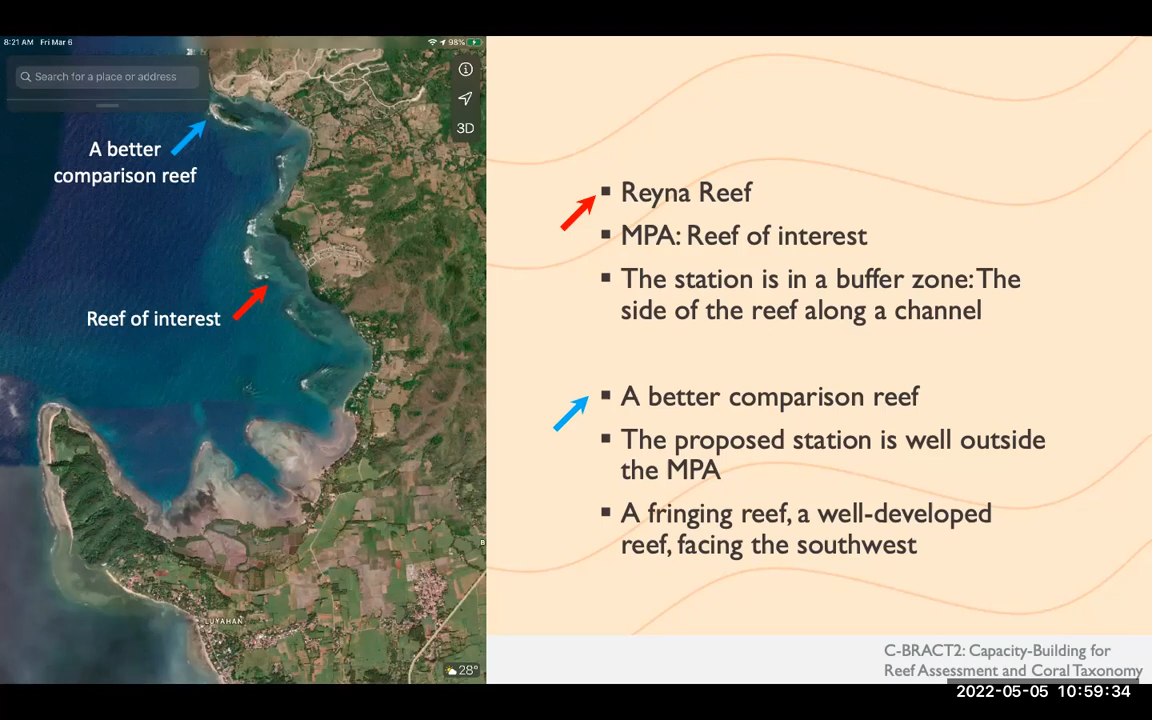 8:21 AM Fri Mar 6
98%
Search for a place or address
3D
A better
comparison reef
Reef of interest
LUYAHAN
28°
Reyna Reef
MPA: Reef of interest
The station is in a buffer zone: The
side of the reef along a channel
A better comparison reef
The proposed station is well outside
the MPA
A fringing reef, a well-developed
reef, facing the southwest
C-BRACT2: Capacity-Building for
Reef Assessment and Coral Taxonomy
2022-05-05 10:59:34